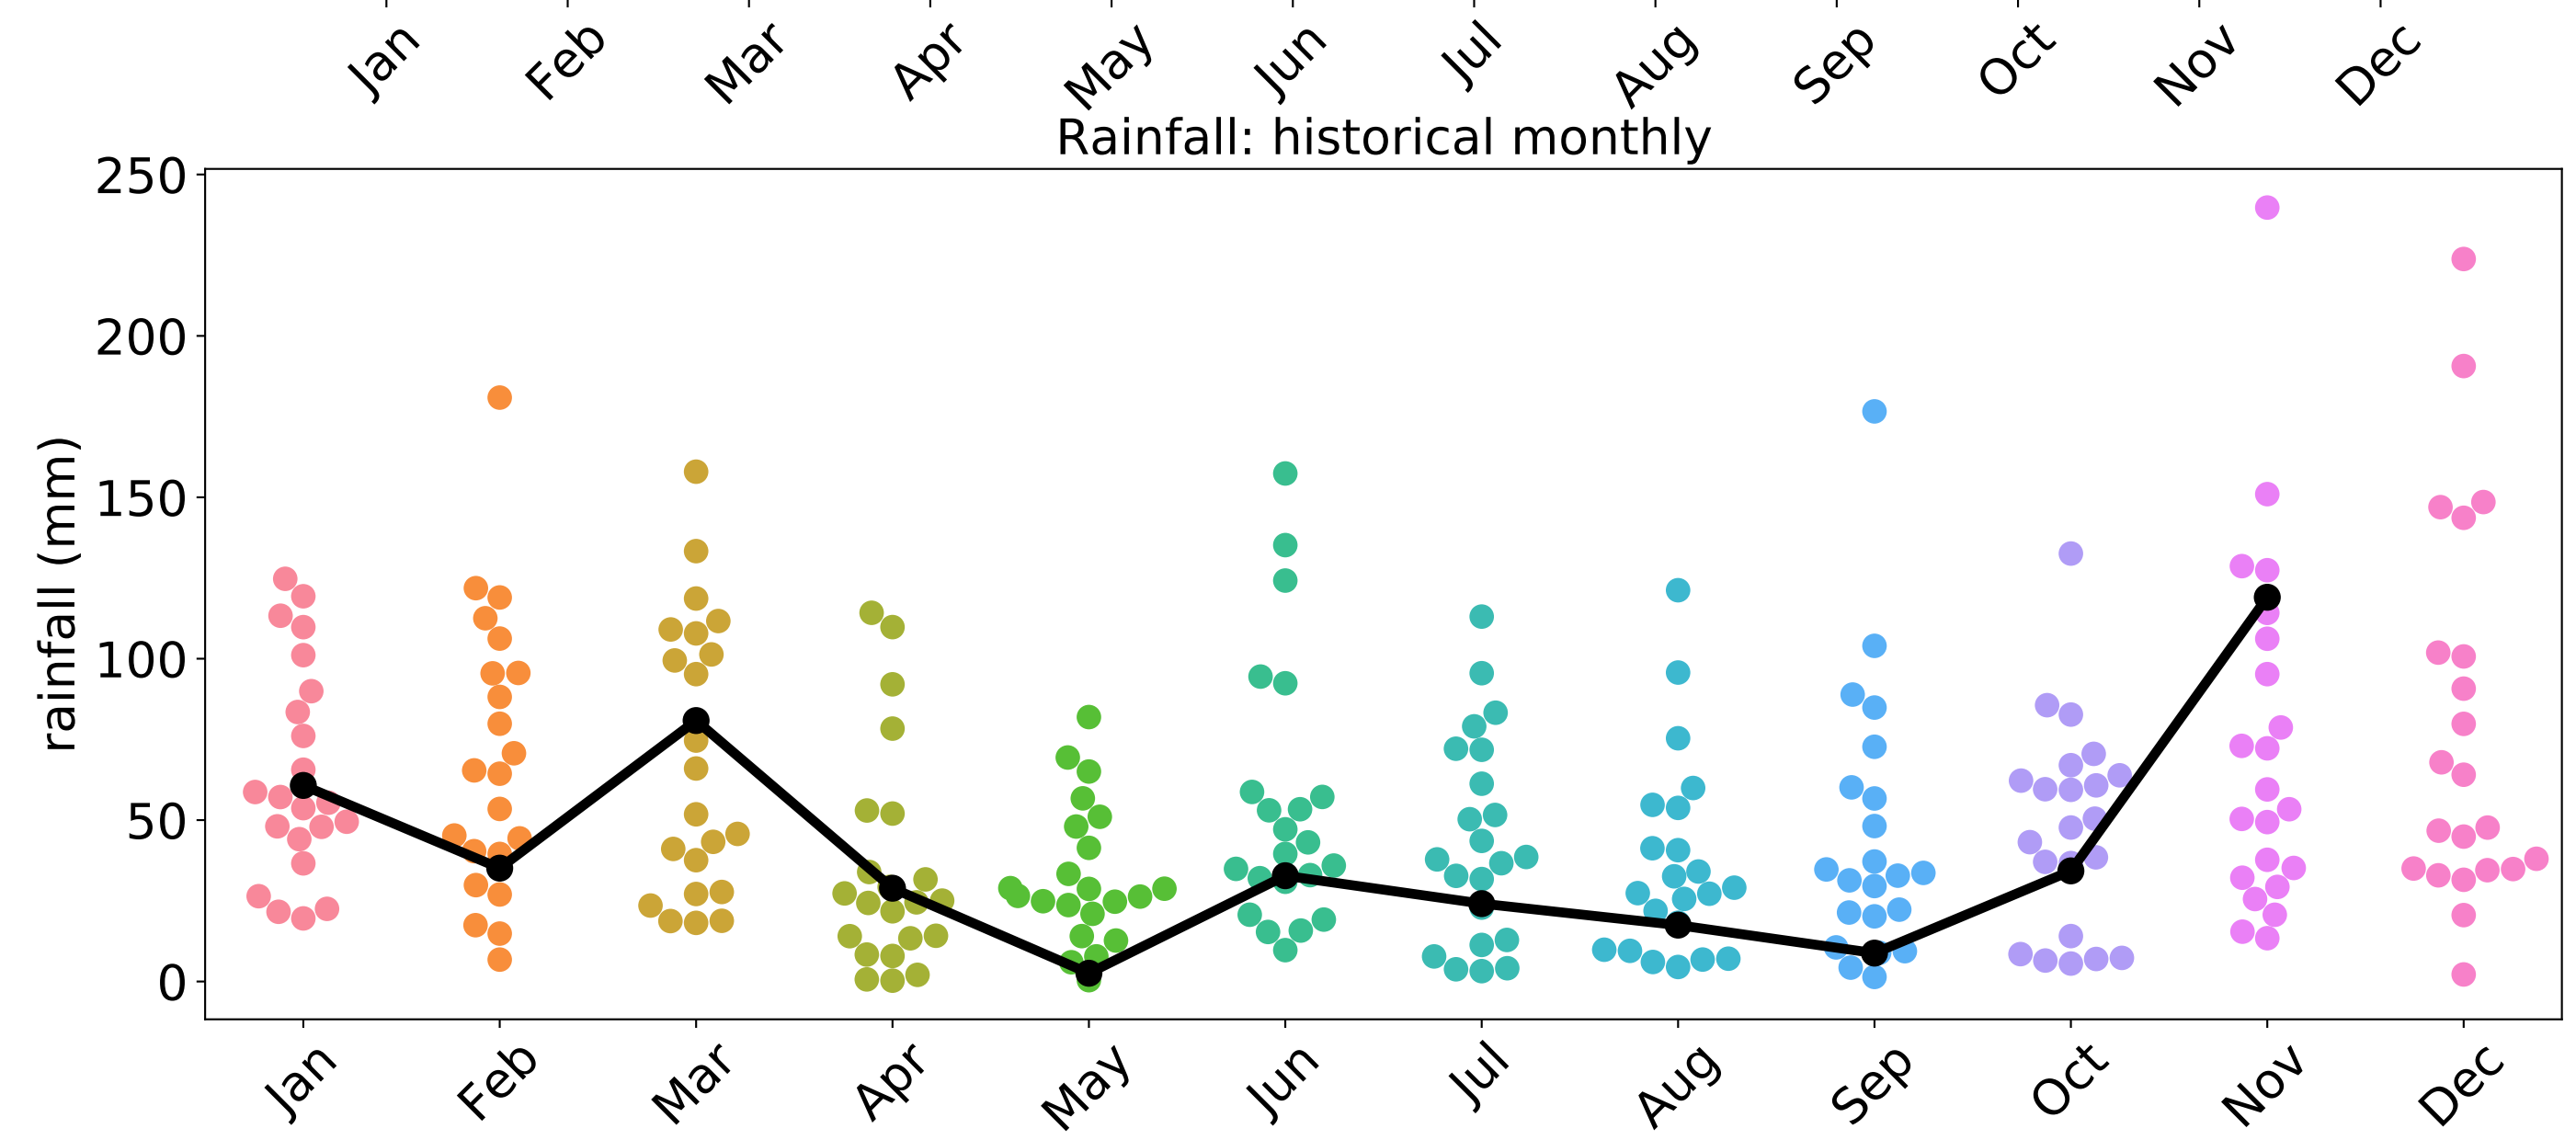 Jan Feb Mar Apr May Jun Jul Aug Sep Oct Nov Dec
Rainfall: historical monthly
250
200
150
100
50
0
rainfall (mm)
Jan Feb Mar Apr May Jun Jul Aug Sep Oct Nov Dec